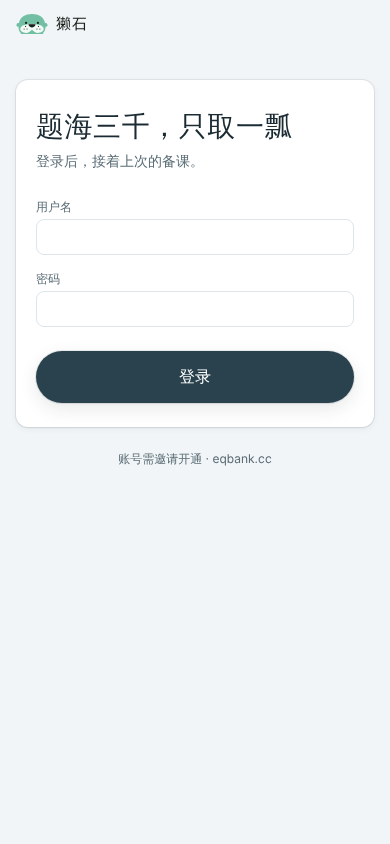 獭石
题海三千，只取一瓢
登录后，接着上次的备课。
用户名
密码
登录
账号需邀请开通 · eqbank.cc